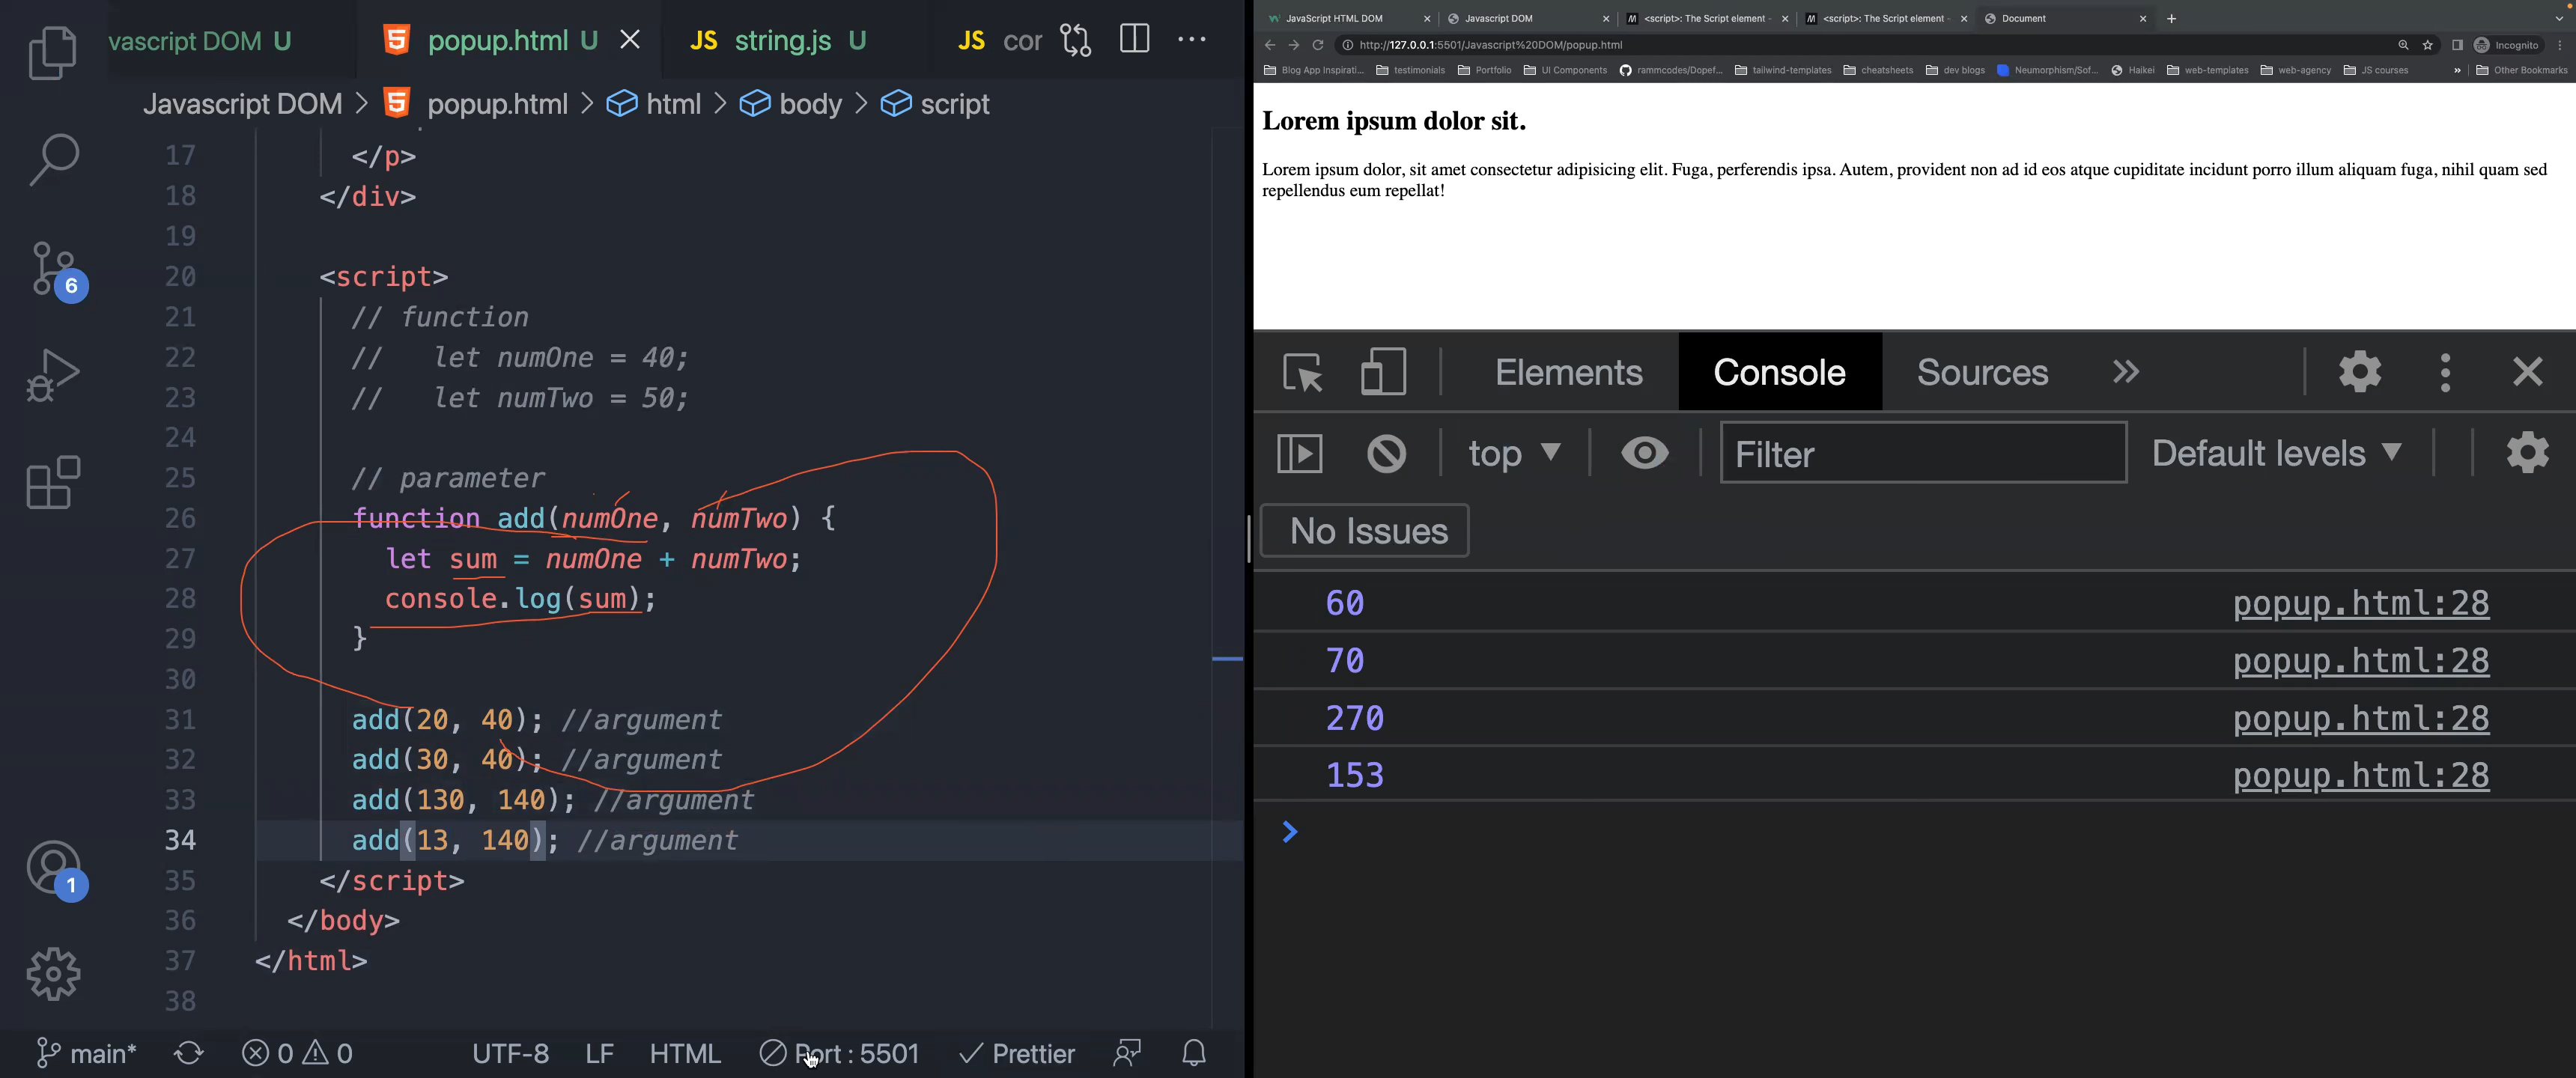 vascript DOM U
popup.html U
JS string.js U
JS cor
Javascript DOM > popup.html > html > body > script
17 </p>
18 </div>
19
20 <script>
21 // function
22 // let numOne = 40;
23 // let numTwo = 50;
24
25 // parameter
26 function add(numOne, numTwo) {
27 let sum = numOne + numTwo;
28 console.log(sum);
29 }
30
31 add(20, 40); //argument
32 add(30, 40); //argument
33 add(130, 140); //argument
34 add(13, 140); //argument
35 </script>
36 </body>
37 </html>
38
6
1
main* 0 0 UTF-8 LF HTML Port : 5501 Prettier
JavaScript HTML DOM
Javascript DOM
<script>: The Script element -
<script>: The Script element -
Document
http://127.0.0.1:5501/Javascript%20DOM/popup.html
Incognito
Blog App Inspirati... testimonials Portfolio UI Components rammcodes/Dopef... tailwind-templates cheatsheets dev blogs Neumorphism/Sof... Haikei web-templates web-agency JS courses » Other Bookmarks
Lorem ipsum dolor sit.
Lorem ipsum dolor, sit amet consectetur adipisicing elit. Fuga, perferendis ipsa. Autem, provident non ad id eos atque cupiditate incidunt porro illum aliquam fuga, nihil quam sed
repellendus eum repellat!
Elements Console Sources »
top Filter Default levels
No Issues
60 popup.html:28
70 popup.html:28
270 popup.html:28
153 popup.html:28